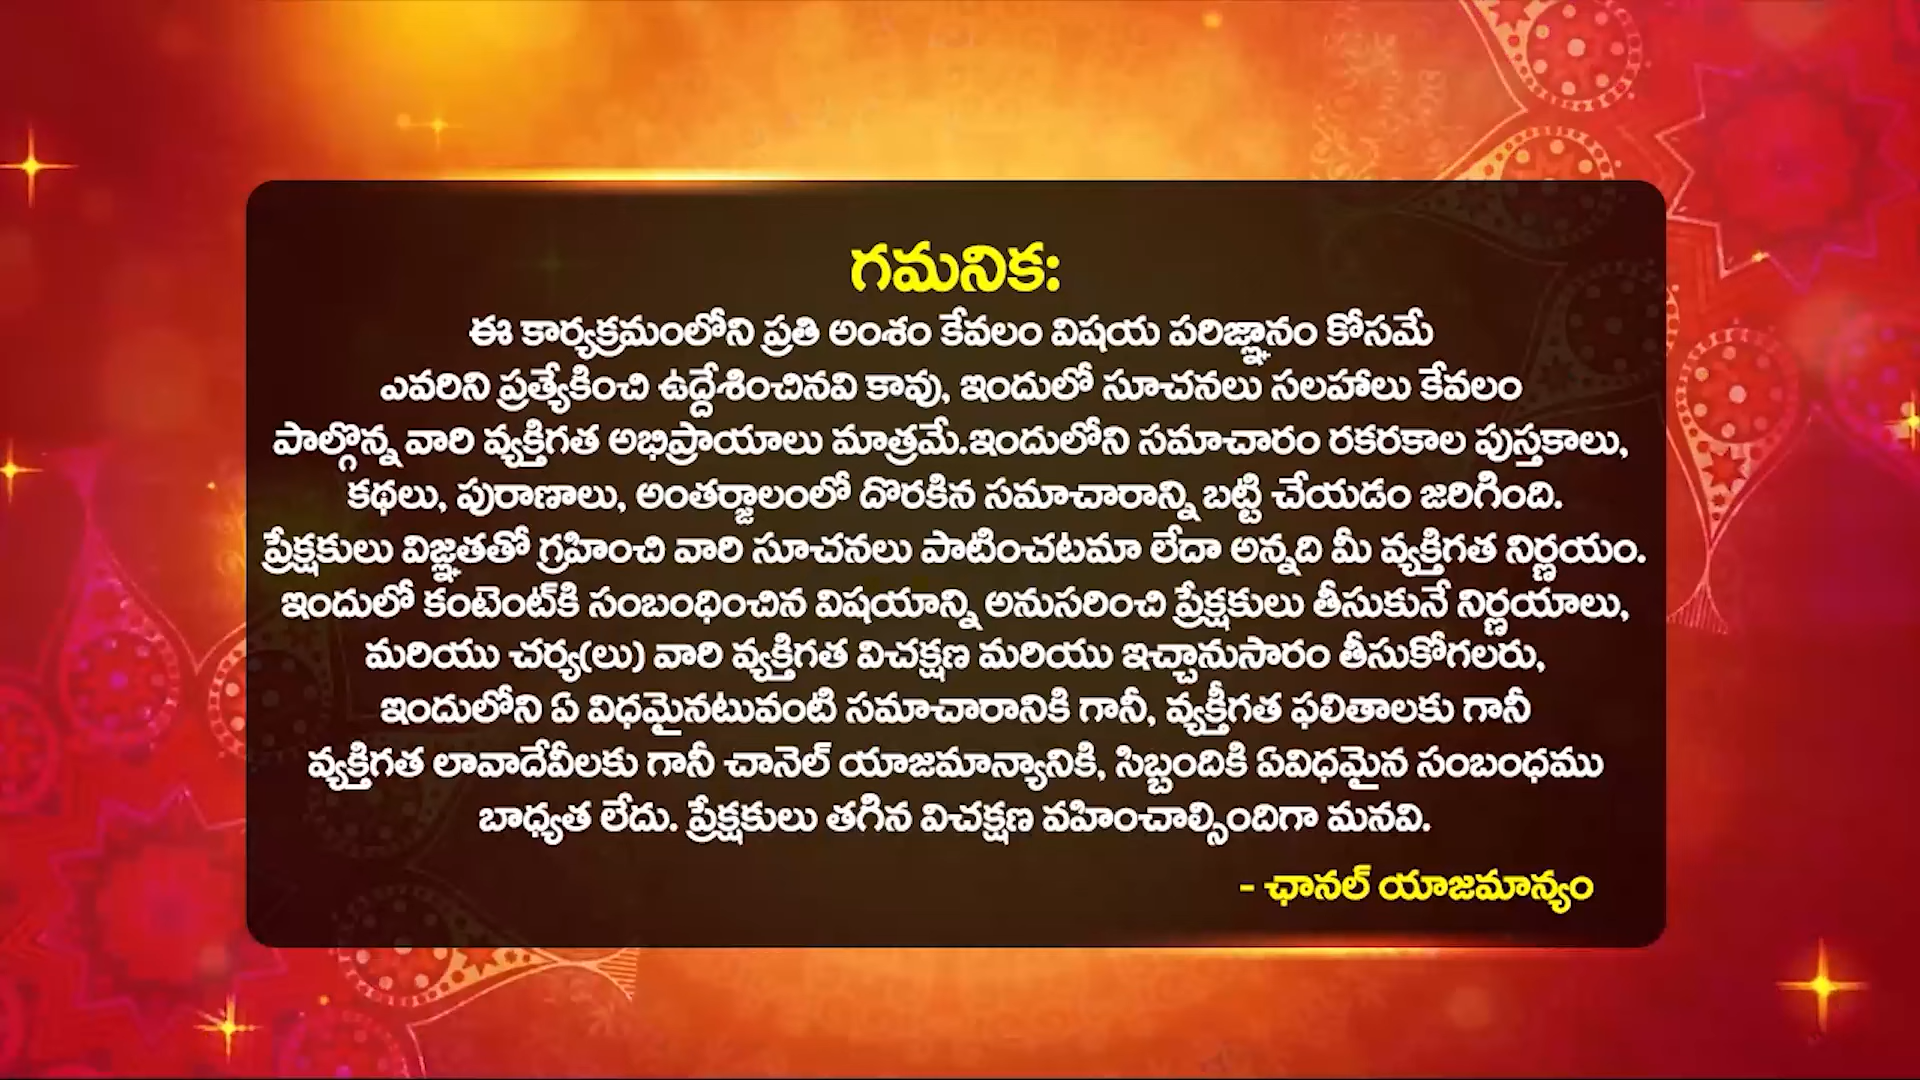 గమనిక:
ఈ కార్యక్రమంలోని ప్రతి అంశం కేవలం విషయ పరిజ్ఞానం కోసమే
ఎవరిని ప్రత్యేకించి ఉద్దేశించినవి కావు, ఇందులో సూచనలు సలహాలు కేవలం
పాల్గొన్న వారి వ్యక్తిగత అభిప్రాయాలు మాత్రమే.ఇందులోని సమాచారం రకరకాల పుస్తకాలు,
కథలు, పురాణాలు, అంతర్జాలంలో దొరకిన సమాచారాన్ని బట్టి చేయడం జరిగింది.
ప్రేక్షకులు విజ్ఞతతో గ్రహించి వారి సూచనలు పాటించటమా లేదా అన్నది మీ వ్యక్తిగత నిర్ణయం.
ఇందులో కంటెంట్‌కి సంబంధించిన విషయాన్ని అనుసరించి ప్రేక్షకులు తీసుకునే నిర్ణయాలు,
మరియు చర్య(లు) వారి వ్యక్తిగత విచక్షణ మరియు ఇచ్చానుసారం తీసుకోగలరు,
ఇందులోని ఏ విధమైనటువంటి సమాచారానికి గానీ, వ్యక్తీగత ఫలితాలకు గానీ
వ్యక్తిగత లావాదేవీలకు గానీ చానెల్ యాజమాన్యానికి, సిబ్బందికి ఏవిధమైన సంబంధము
బాధ్యత లేదు. ప్రేక్షకులు తగిన విచక్షణ వహించాల్సిందిగా మనవి.
- ఛానల్ యాజమాన్యం